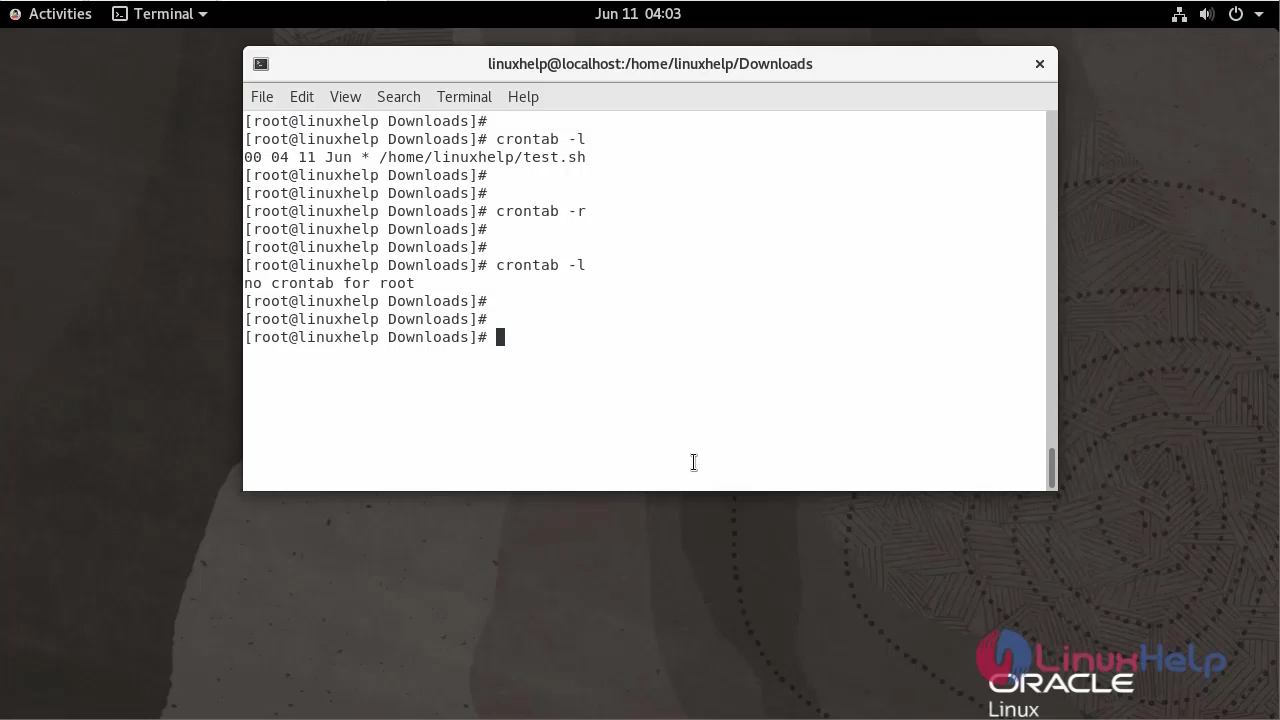 Activities Terminal Jun 11 04:03
linuxhelp@localhost:/home/linuxhelp/Downloads
File Edit View Search Terminal Help
[root@linuxhelp Downloads]#
[root@linuxhelp Downloads]# crontab -l
00 04 11 Jun * /home/linuxhelp/test.sh
[root@linuxhelp Downloads]#
[root@linuxhelp Downloads]#
[root@linuxhelp Downloads]# crontab -r
[root@linuxhelp Downloads]#
[root@linuxhelp Downloads]#
[root@linuxhelp Downloads]# crontab -l
no crontab for root
[root@linuxhelp Downloads]#
[root@linuxhelp Downloads]#
[root@linuxhelp Downloads]#
LinuxHelp
ORACLE
Linux